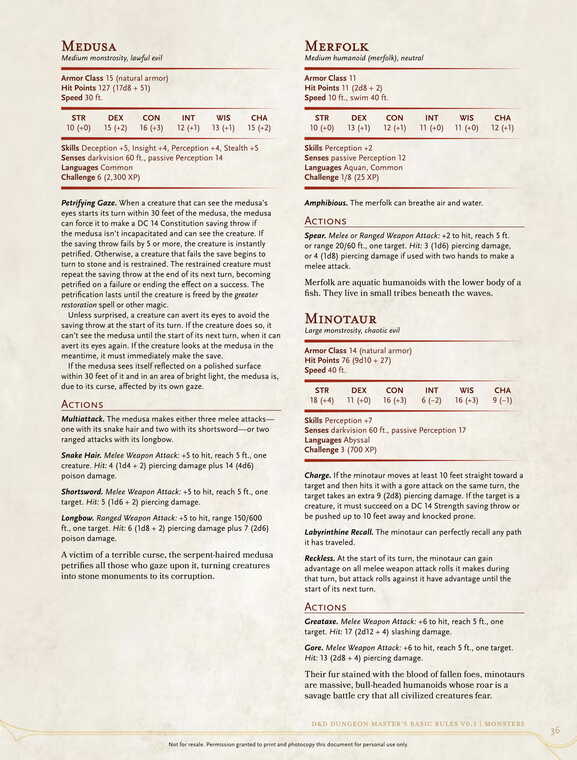 Medusa
Medium monstrosity, lawful evil
Armor Class 15 (natural armor)
Hit Points 127 (17d8 + 51)
Speed 30 ft.
STR DEX CON INT WIS CHA
10 (+0) 15 (+2) 16 (+3) 12 (+1) 13 (+1) 15 (+2)
Skills Deception +5, Insight +4, Perception +4, Stealth +5
Senses darkvision 60 ft., passive Perception 14
Languages Common
Challenge 6 (2,300 XP)
Petrifying Gaze. When a creature that can see the medusa's
eyes starts its turn within 30 feet of the medusa, the medusa
can force it to make a DC 14 Constitution saving throw if
the medusa isn't incapacitated and can see the creature. If
the saving throw fails by 5 or more, the creature is instantly
petrified. Otherwise, a creature that fails the save begins to
turn to stone and is restrained. The restrained creature must
repeat the saving throw at the end of its next turn, becoming
petrified on a failure or ending the effect on a success. The
petrification lasts until the creature is freed by the greater
restoration spell or other magic.
Unless surprised, a creature can avert its eyes to avoid the
saving throw at the start of its turn. If the creature does so, it
can't see the medusa until the start of its next turn, when it can
avert its eyes again. If the creature looks at the medusa in the
meantime, it must immediately make the save.
If the medusa sees itself reflected on a polished surface
within 30 feet of it and in an area of bright light, the medusa is,
due to its curse, affected by its own gaze.
Actions
Multiattack. The medusa makes either three melee attacks—
one with its snake hair and two with its shortsword—or two
ranged attacks with its longbow.
Snake Hair. Melee Weapon Attack: +5 to hit, reach 5 ft., one
creature. Hit: 4 (1d4 + 2) piercing damage plus 14 (4d6)
poison damage.
Shortsword. Melee Weapon Attack: +5 to hit, reach 5 ft., one
target. Hit: 5 (1d6 + 2) piercing damage.
Longbow. Ranged Weapon Attack: +5 to hit, range 150/600
ft., one target. Hit: 6 (1d8 + 2) piercing damage plus 7 (2d6)
poison damage.
A victim of a terrible curse, the serpent-haired medusa
petrifies all those who gaze upon it, turning creatures
into stone monuments to its corruption.
Merfolk
Medium humanoid (merfolk), neutral
Armor Class 11
Hit Points 11 (2d8 + 2)
Speed 10 ft., swim 40 ft.
STR DEX CON INT WIS CHA
10 (+0) 13 (+1) 12 (+1) 11 (+0) 11 (+0) 12 (+1)
Skills Perception +2
Senses passive Perception 12
Languages Aquan, Common
Challenge 1/8 (25 XP)
Amphibious. The merfolk can breathe air and water.
Actions
Spear. Melee or Ranged Weapon Attack: +2 to hit, reach 5 ft.
or range 20/60 ft., one target. Hit: 3 (1d6) piercing damage,
or 4 (1d8) piercing damage if used with two hands to make a
melee attack.
Merfolk are aquatic humanoids with the lower body of a
fish. They live in small tribes beneath the waves.
Minotaur
Large monstrosity, chaotic evil
Armor Class 14 (natural armor)
Hit Points 76 (9d10 + 27)
Speed 40 ft.
STR DEX CON INT WIS CHA
18 (+4) 11 (+0) 16 (+3) 6 (−2) 16 (+3) 9 (−1)
Skills Perception +7
Senses darkvision 60 ft., passive Perception 17
Languages Abyssal
Challenge 3 (700 XP)
Charge. If the minotaur moves at least 10 feet straight toward a
target and then hits it with a gore attack on the same turn, the
target takes an extra 9 (2d8) piercing damage. If the target is a
creature, it must succeed on a DC 14 Strength saving throw or
be pushed up to 10 feet away and knocked prone.
Labyrinthine Recall. The minotaur can perfectly recall any path
it has traveled.
Reckless. At the start of its turn, the minotaur can gain
advantage on all melee weapon attack rolls it makes during
that turn, but attack rolls against it have advantage until the
start of its next turn.
Actions
Greataxe. Melee Weapon Attack: +6 to hit, reach 5 ft., one
target. Hit: 17 (2d12 + 4) slashing damage.
Gore. Melee Weapon Attack: +6 to hit, reach 5 ft., one target.
Hit: 13 (2d8 + 4) piercing damage.
Their fur stained with the blood of fallen foes, minotaurs
are massive, bull-headed humanoids whose roar is a
savage battle cry that all civilized creatures fear.
D&D Dungeon Master's Basic Rules v0.3 | Monsters
36
Not for resale. Permission granted to print and photocopy this document for personal use only.